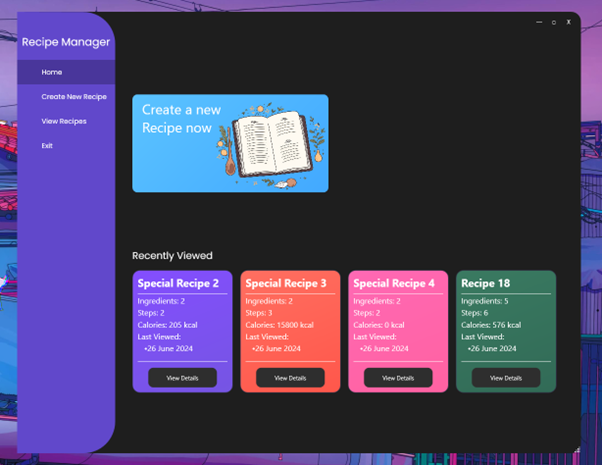 Recipe Manager
Home
Create New Recipe
View Recipes
Exit
— o X
Create a new
Recipe now
Recently Viewed
Special Recipe 2
Ingredients: 2
Steps: 2
Calories: 205 kcal
Last Viewed:
•26 June 2024
View Details
Special Recipe 3
Ingredients: 2
Steps: 3
Calories: 15800 kcal
Last Viewed:
•26 June 2024
View Details
Special Recipe 4
Ingredients: 2
Steps: 2
Calories: 0 kcal
Last Viewed:
•26 June 2024
View Details
Recipe 18
Ingredients: 5
Steps: 6
Calories: 576 kcal
Last Viewed:
•26 June 2024
View Details